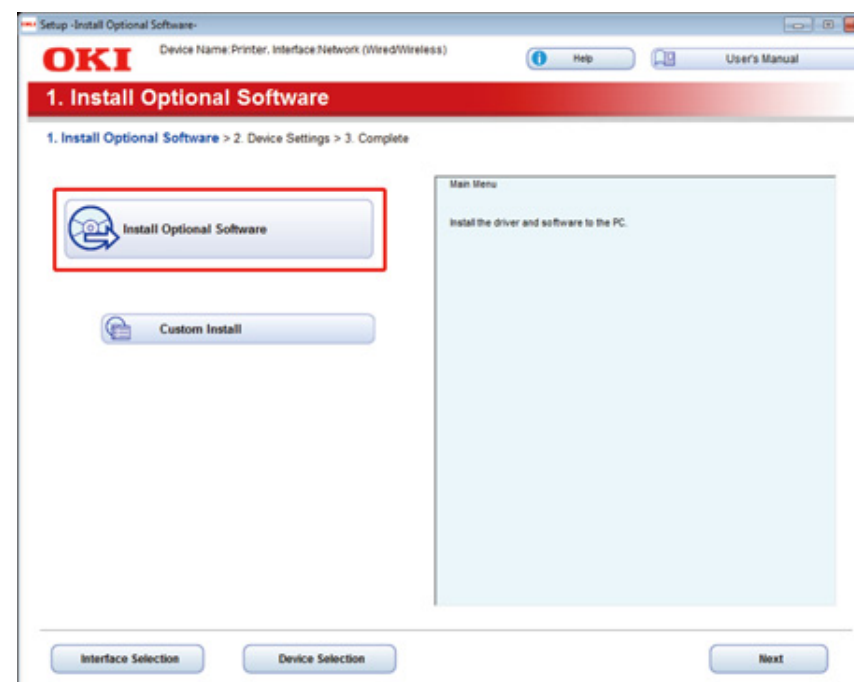 Setup -Install Optional Software-
OKI
Device Name:Printer, Interface:Network (Wired/Wireless)
Help
User's Manual
1. Install Optional Software
1. Install Optional Software > 2. Device Settings > 3. Complete
Main Menu
Install the driver and software to the PC.
Install Optional Software
Custom Install
Interface Selection
Device Selection
Next